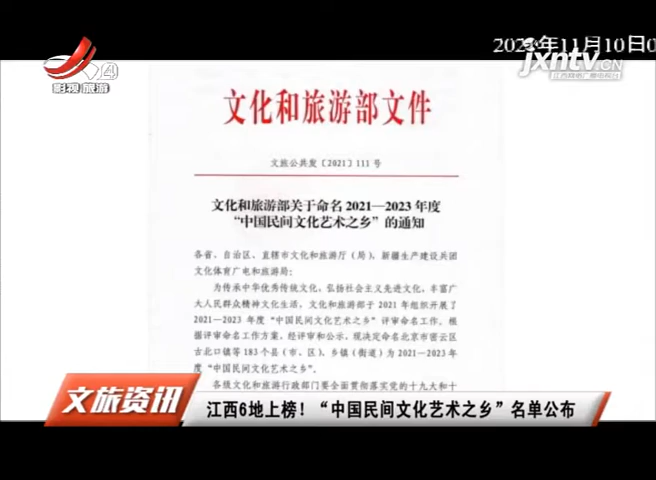 4
影视旅游
jxntv.CN
江西网络广播电视台
文化和旅游部文件
文旅公共发〔2021〕111号
文化和旅游部关于命名2021—2023年度
“中国民间文化艺术之乡”的通知
各省、自治区、直辖市文化和旅游厅（局），新疆生产建设兵团
文化体育广电和旅游局：
为传承中华优秀传统文化，弘扬社会主义先进文化，丰富广
大人民群众精神文化生活，文化和旅游部于2021年组织开展了
2021—2023年度“中国民间文化艺术之乡”评审命名工作。根
据评审命名工作方案，经评审和公示，现决定命名北京市密云区
古北口镇等183个县（市、区）、乡镇（街道）为2021—2023年
度“中国民间文化艺术之乡”。
各级文化和旅游行政部门要全面贯彻落实党的十九大和十
文旅资讯
江西6地上榜！“中国民间文化艺术之乡”名单公布